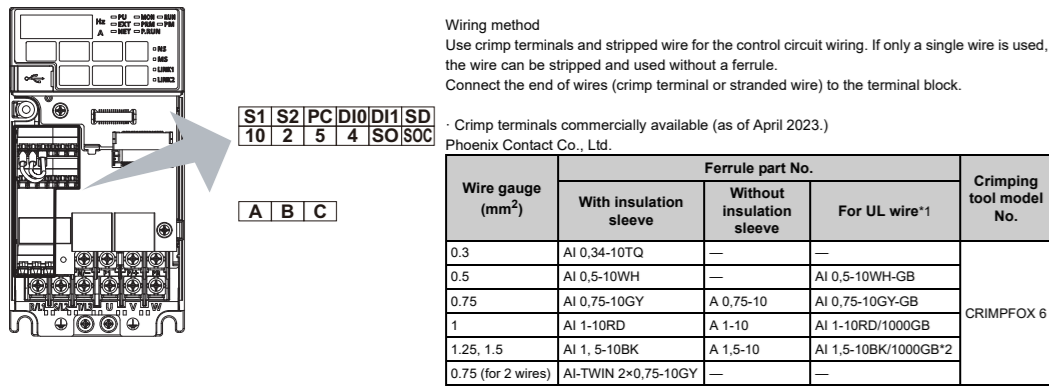 Hz PU MON RUN
EXT PRM PM
A NET P.RUN
NS
MS
LINK1
LINK2
R/L1 S/L2 T/L3 U V W
S1 S2 PC DI0 DI1 SD
10 2 5 4 SO SOC
A B C
Wiring method
Use crimp terminals and stripped wire for the control circuit wiring. If only a single wire is used,
the wire can be stripped and used without a ferrule.
Connect the end of wires (crimp terminal or stranded wire) to the terminal block.
· Crimp terminals commercially available (as of April 2023.)
Phoenix Contact Co., Ltd.
Wire gauge (mm2) Ferrule part No. Crimping tool model No.
With insulation sleeve Without insulation sleeve For UL wire*1
0.3 AI 0,34-10TQ — —
0.5 AI 0,5-10WH — AI 0,5-10WH-GB
0.75 AI 0,75-10GY A 0,75-10 AI 0,75-10GY-GB
CRIMPFOX 6
1 AI 1-10RD A 1-10 AI 1-10RD/1000GB
1.25, 1.5 AI 1, 5-10BK A 1,5-10 AI 1,5-10BK/1000GB*2
0.75 (for 2 wires) AI-TWIN 2×0,75-10GY — —